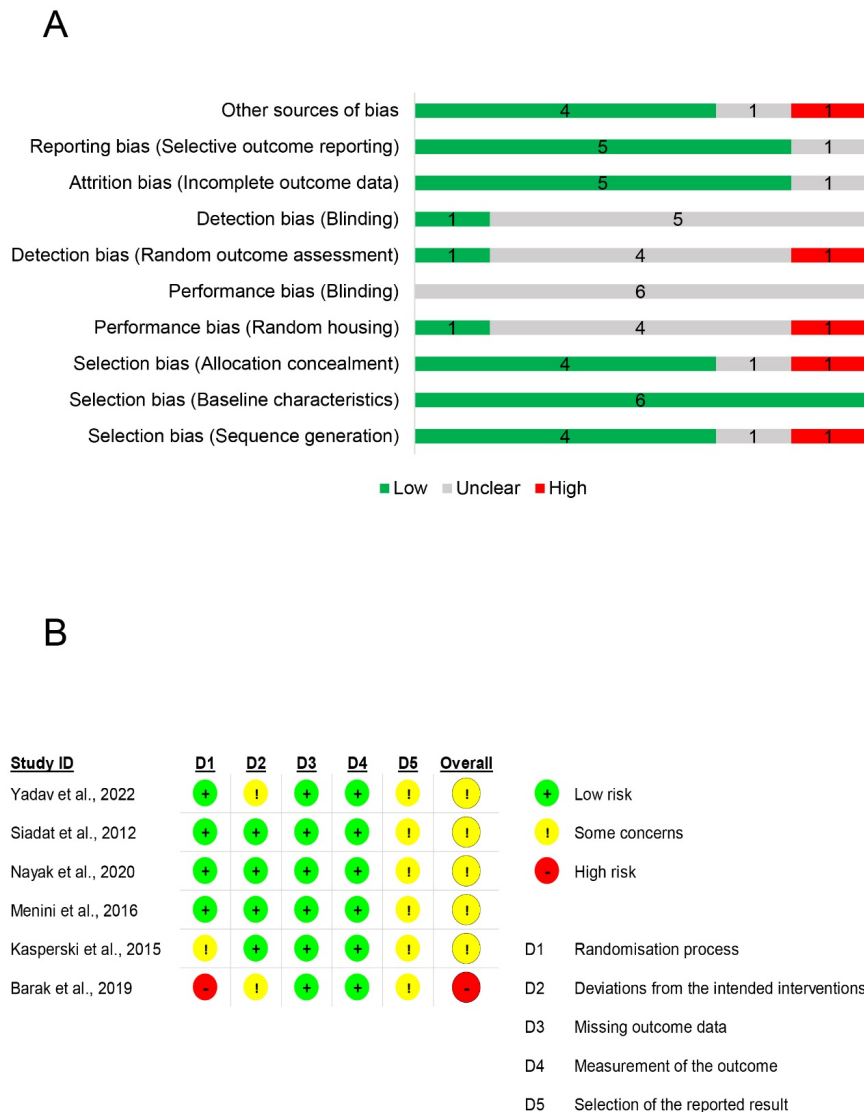 A
Other sources of bias 4 1 1
Reporting bias (Selective outcome reporting) 5 1
Attrition bias (Incomplete outcome data) 5 1
Detection bias (Blinding) 1 5
Detection bias (Random outcome assessment) 1 4 1
Performance bias (Blinding) 6
Performance bias (Random housing) 1 4 1
Selection bias (Allocation concealment) 4 1 1
Selection bias (Baseline characteristics) 6
Selection bias (Sequence generation) 4 1 1
Low Unclear High
B
Study ID D1 D2 D3 D4 D5 Overall
Yadav et al., 2022 + ! + + ! !
Siadat et al., 2012 + + + + ! !
Nayak et al., 2020 + + + + ! !
Menini et al., 2016 + + + + ! !
Kasperski et al., 2015 ! + + + ! !
Barak et al., 2019 - ! + + ! -
+ Low risk
! Some concerns
- High risk
D1 Randomisation process
D2 Deviations from the intended interventions
D3 Missing outcome data
D4 Measurement of the outcome
D5 Selection of the reported result